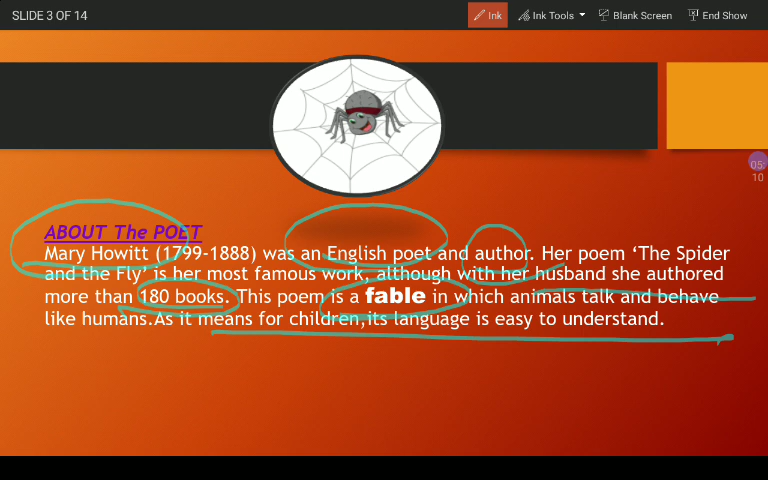 SLIDE 3 OF 14
Ink
Ink Tools
Blank Screen
End Show
05:
10
ABOUT The POET
Mary Howitt (1799-1888) was an English poet and author. Her poem ‘The Spider
and the Fly’ is her most famous work, although with her husband she authored
more than 180 books. This poem is a fable in which animals talk and behave
like humans.As it means for children,its language is easy to understand.